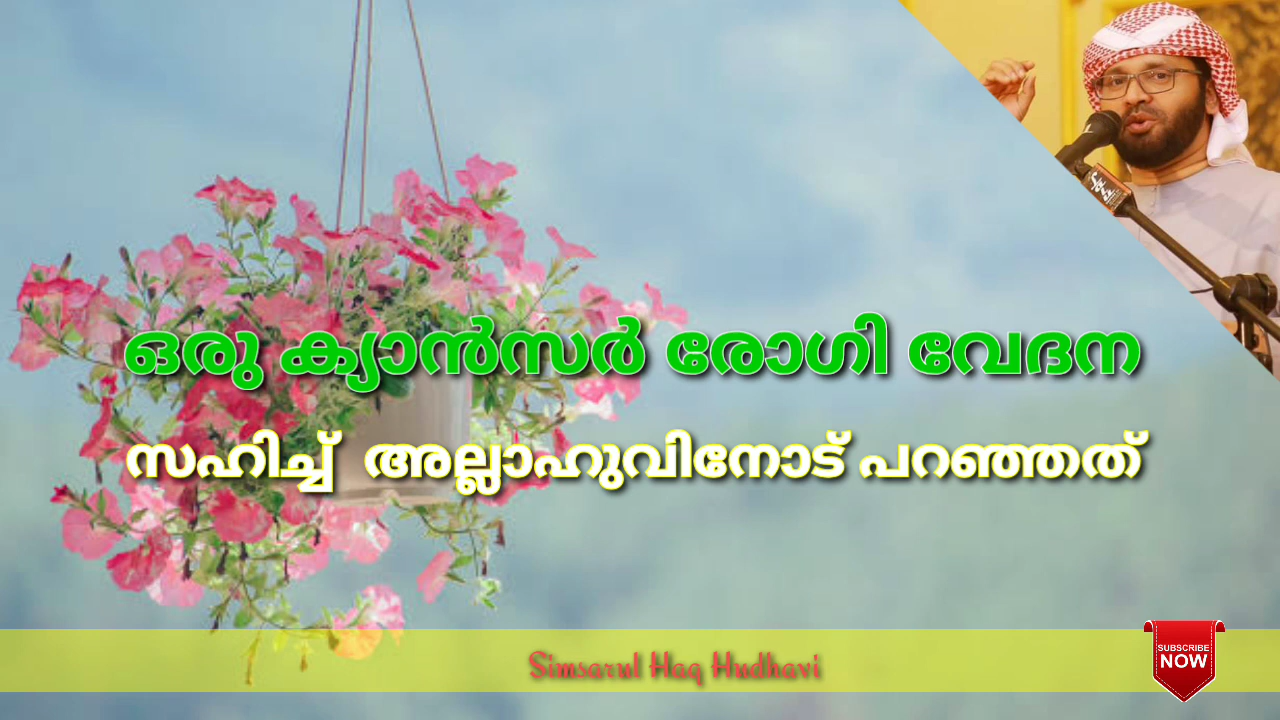 ഒരു ക്യാൻസർ രോഗി വേദന
സഹിച്ച് അല്ലാഹുവിനോട് പറഞ്ഞത്
Simsarul Haq Hudhavi
SUBSCRIBE
NOW